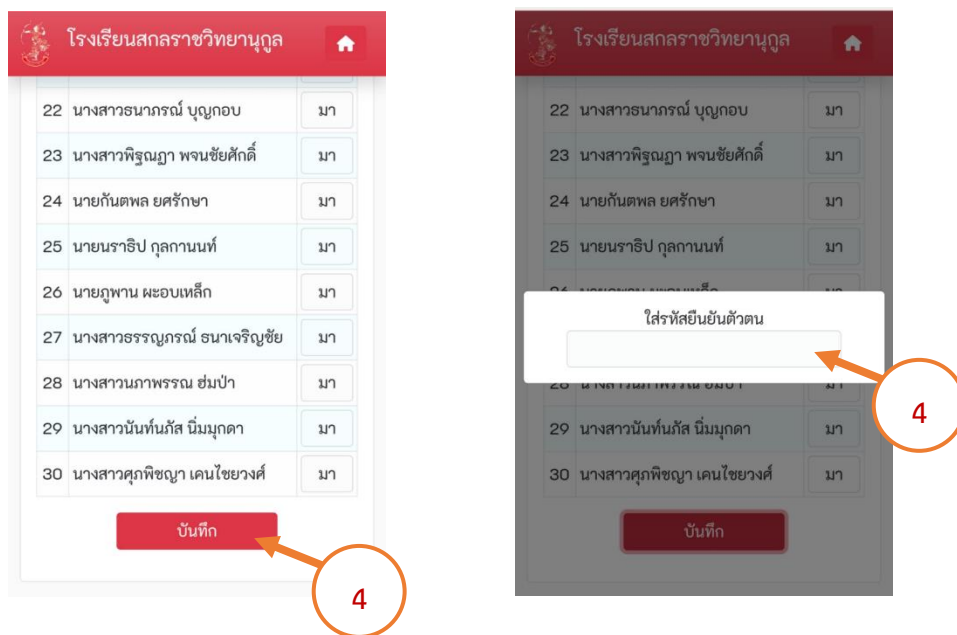 โรงเรียนสกลราชวิทยานุกูล
22 นางสาวธนาภรณ์ บุญกอบ มา
23 นางสาวพิฐณฎา พจนชัยศักดิ์ มา
24 นายกันตพล ยศรักษา มา
25 นายนราธิป กุลกานนท์ มา
26 นายภูพาน ผะอบเหล็ก มา
27 นางสาวธรรญภรณ์ ธนาเจริญชัย มา
28 นางสาวนภาพรรณ ฮ่มป่า มา
29 นางสาวนันท์นภัส นิ่มมุกดา มา
30 นางสาวศุภพิชญา เคนไชยวงศ์ มา
บันทึก
4
โรงเรียนสกลราชวิทยานุกูล
22 นางสาวธนาภรณ์ บุญกอบ มา
23 นางสาวพิฐณฎา พจนชัยศักดิ์ มา
24 นายกันตพล ยศรักษา มา
25 นายนราธิป กุลกานนท์ มา
ใส่รหัสยืนยันตัวตน
29 นางสาวนันท์นภัส นิ่มมุกดา มา
30 นางสาวศุภพิชญา เคนไชยวงศ์ มา
บันทึก
4